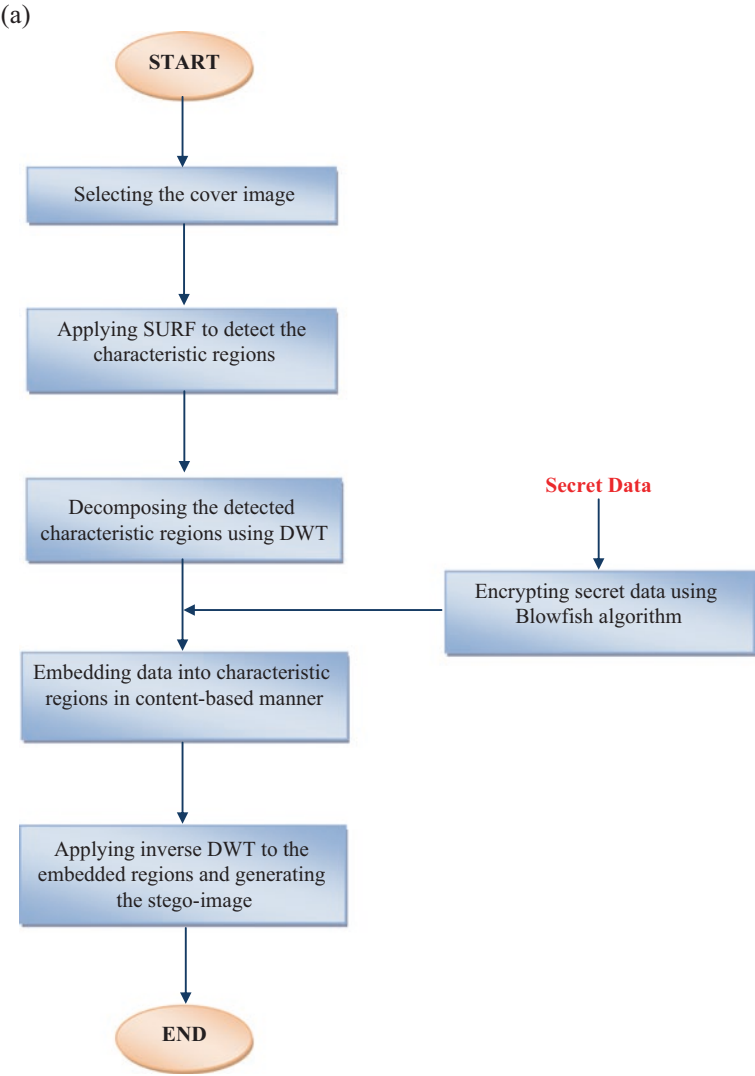 (a)
START
Selecting the cover image
Applying SURF to detect the
characteristic regions
Decomposing the detected
characteristic regions using DWT
Secret Data
Encrypting secret data using
Blowfish algorithm
Embedding data into characteristic
regions in content-based manner
Applying inverse DWT to the
embedded regions and generating
the stego-image
END